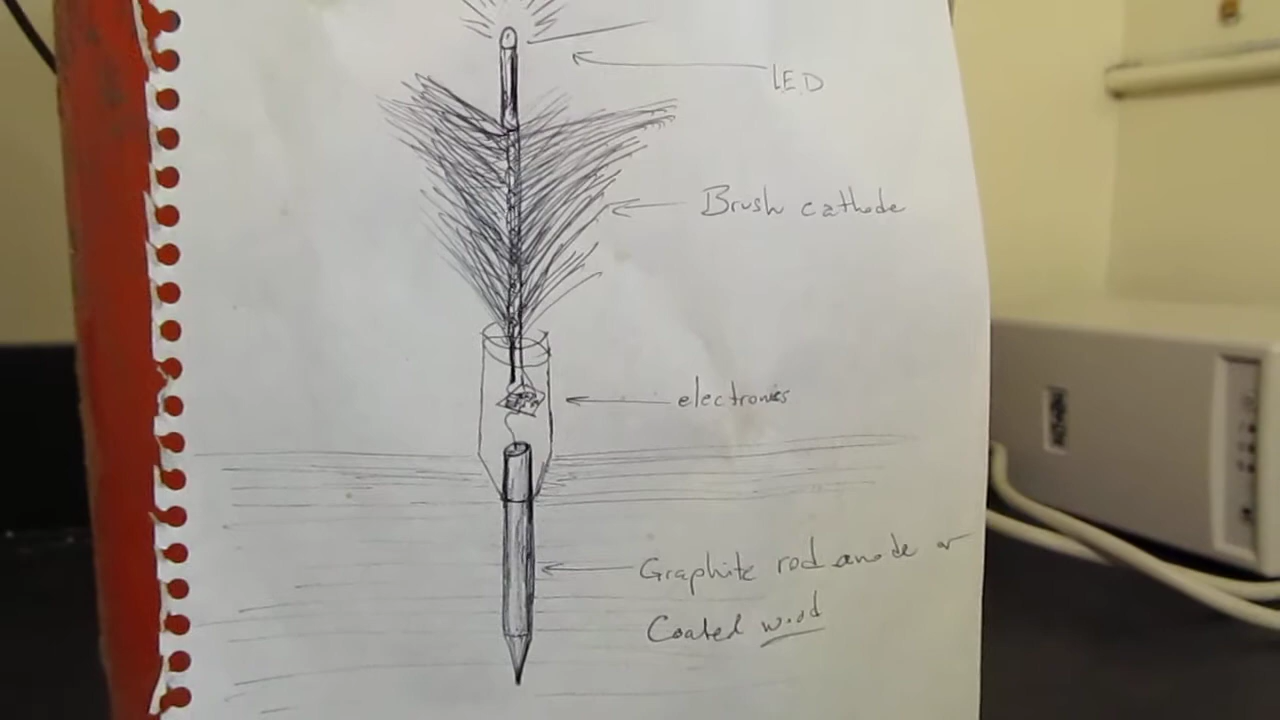 LED
Brush cathode
electronics
Graphite rod anode or
Coated wood